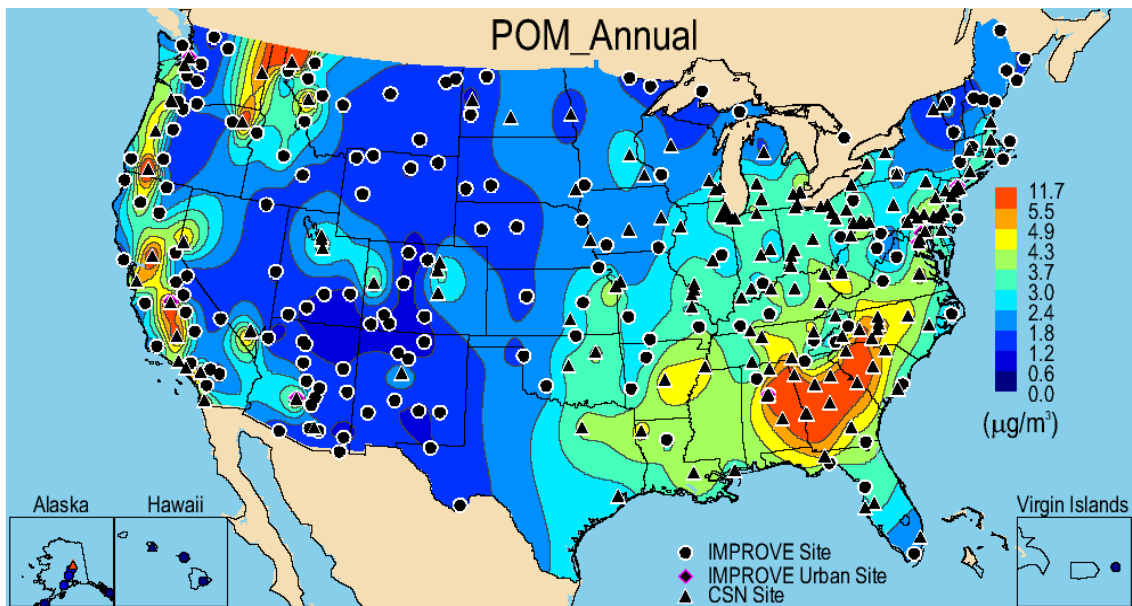 POM_Annual
11.7
5.5
4.9
4.3
3.7
3.0
2.4
1.8
1.2
0.6
0.0
(μg/m³)
Alaska
Hawaii
Virgin Islands
IMPROVE Site
IMPROVE Urban Site
CSN Site